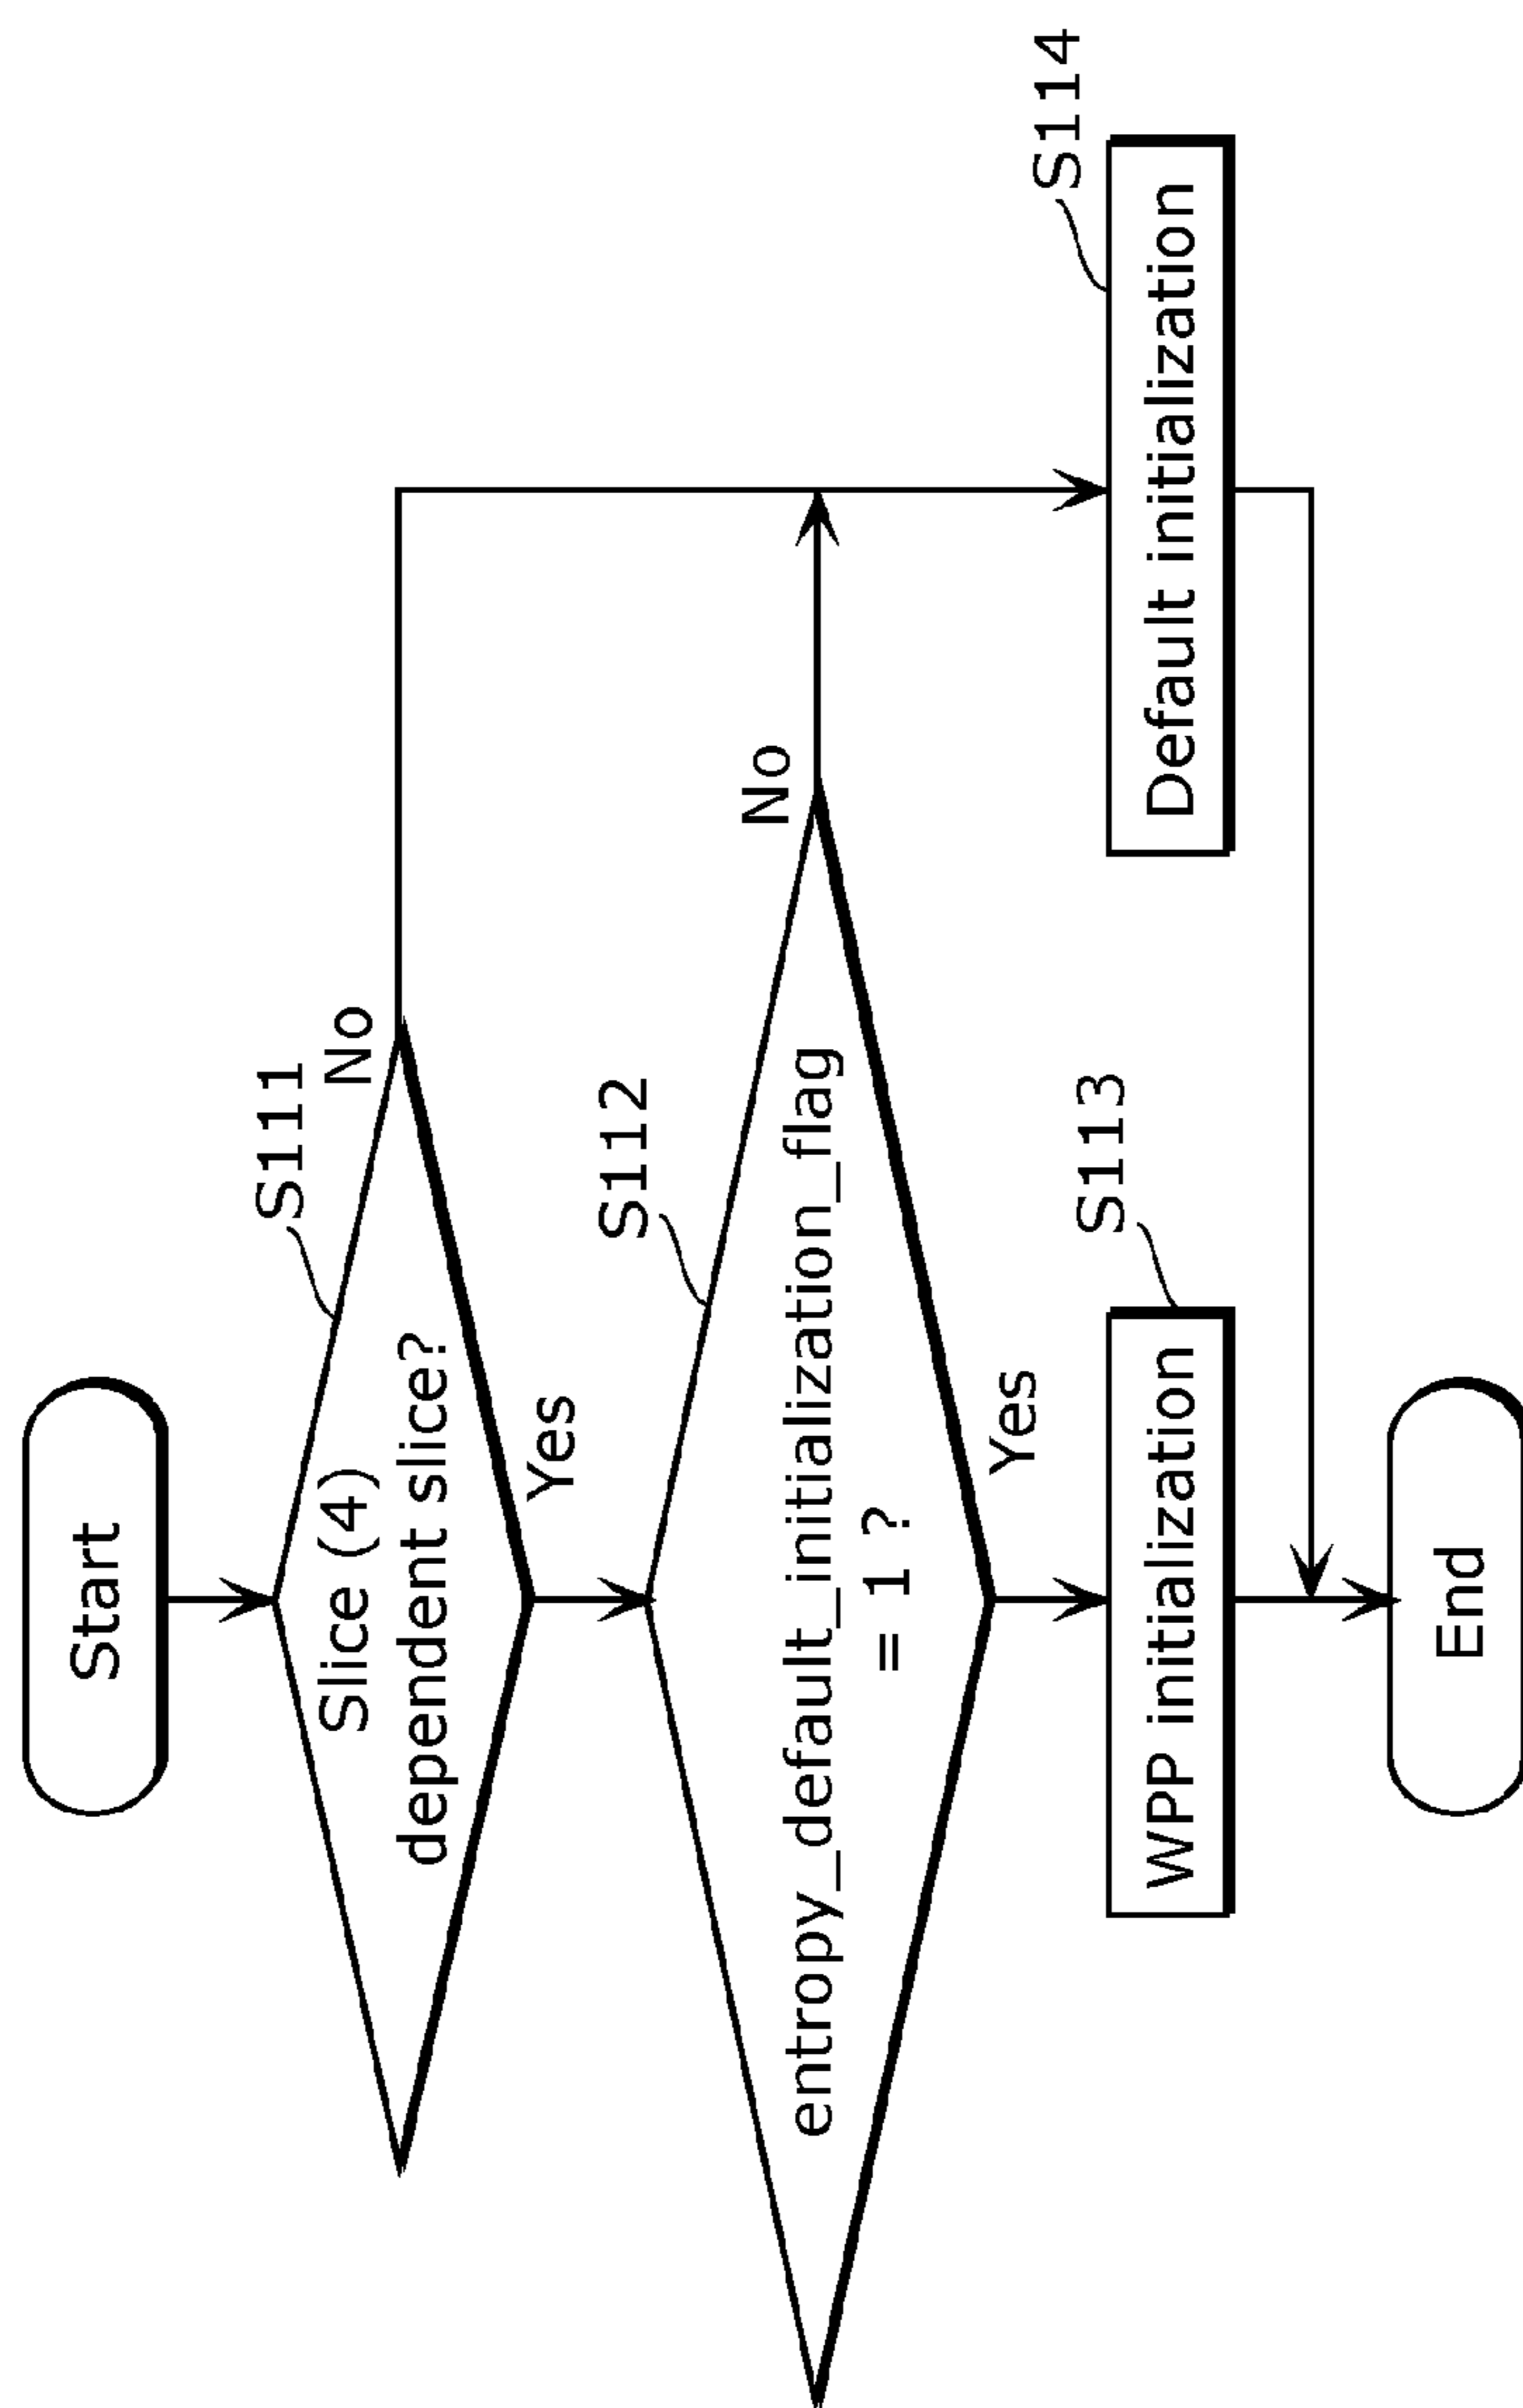 Start
S111
Slice (4)
dependent slice?
No
Yes
S112
entropy_default_initialization_flag
= 1 ?
No
Yes
S113
WPP initialization
S114
Default initialization
End